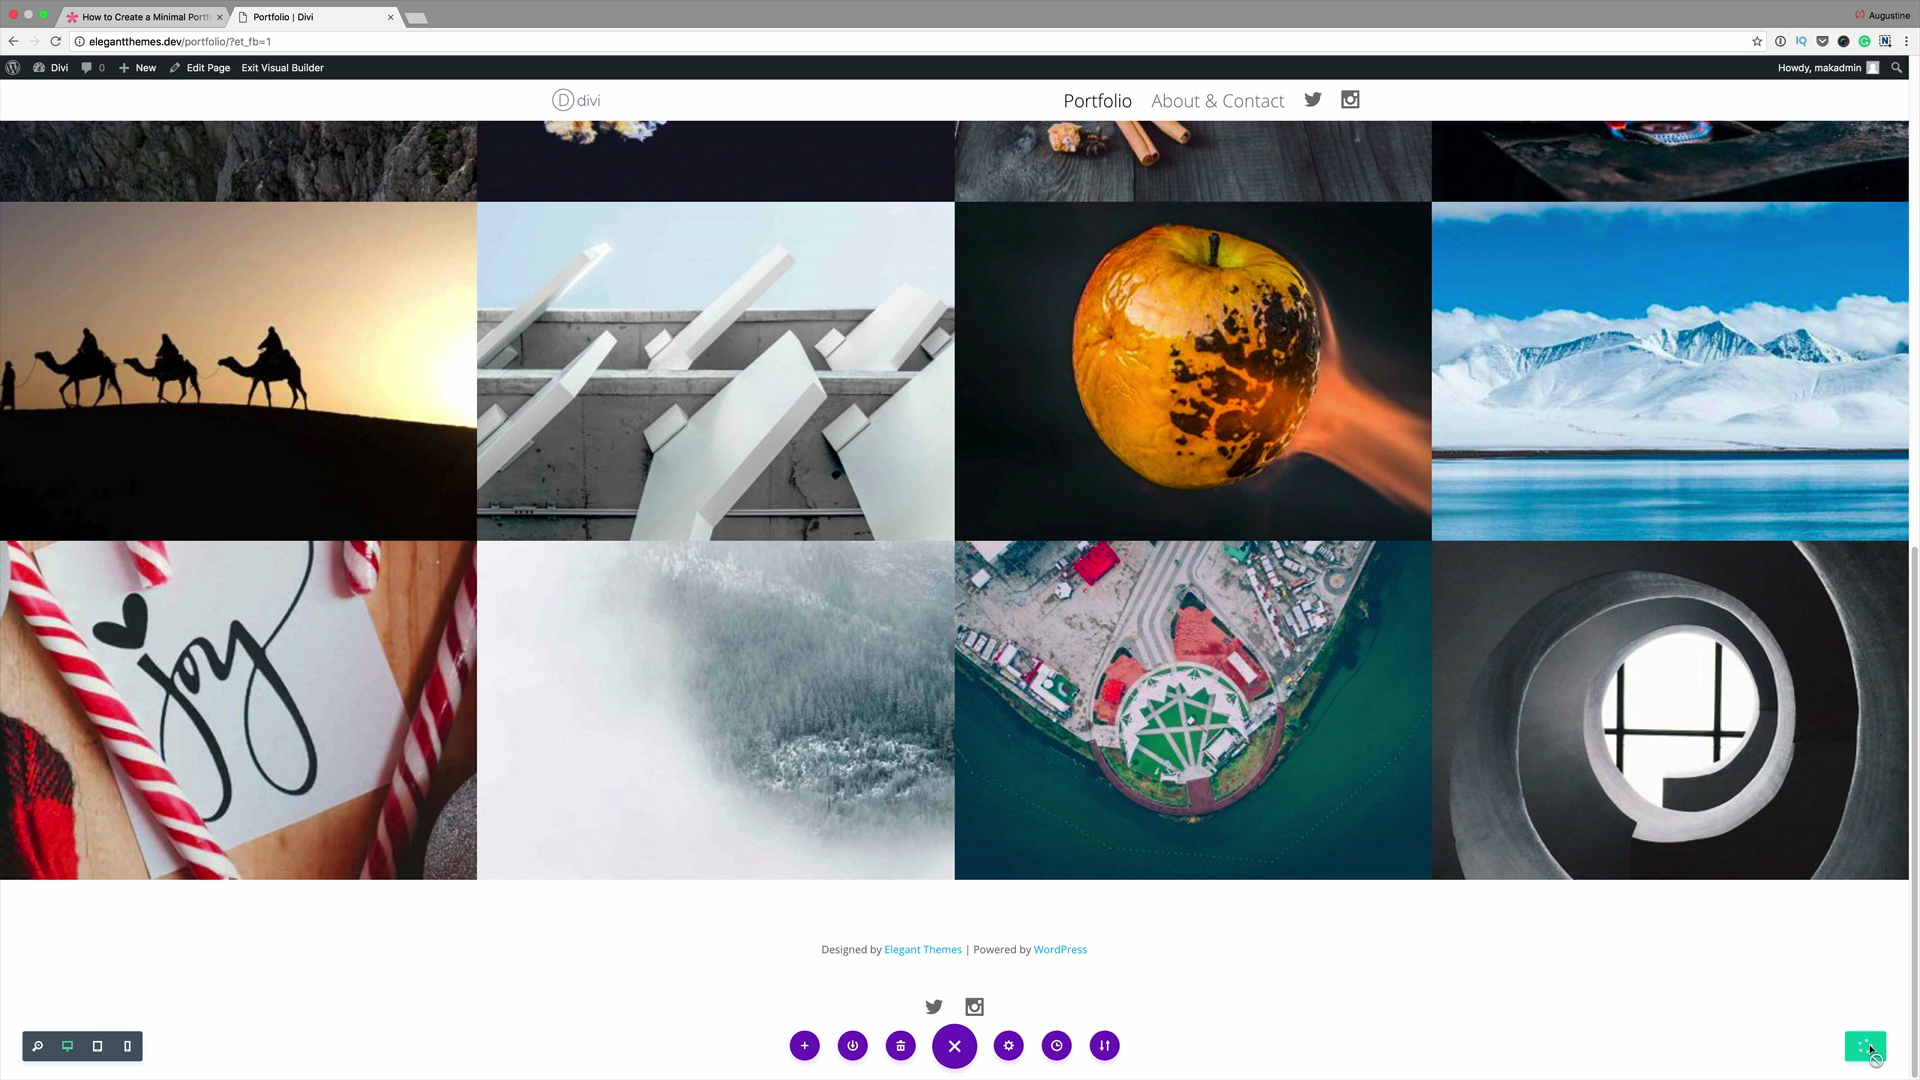 How to Create a Minimal Portf
Portfolio | Divi
Augustine
elegantthemes.dev/portfolio/?et_fb=1
Divi
0
New
Edit Page
Exit Visual Builder
Howdy, makadmin
divi
Portfolio
About & Contact
joy
Designed by Elegant Themes | Powered by WordPress